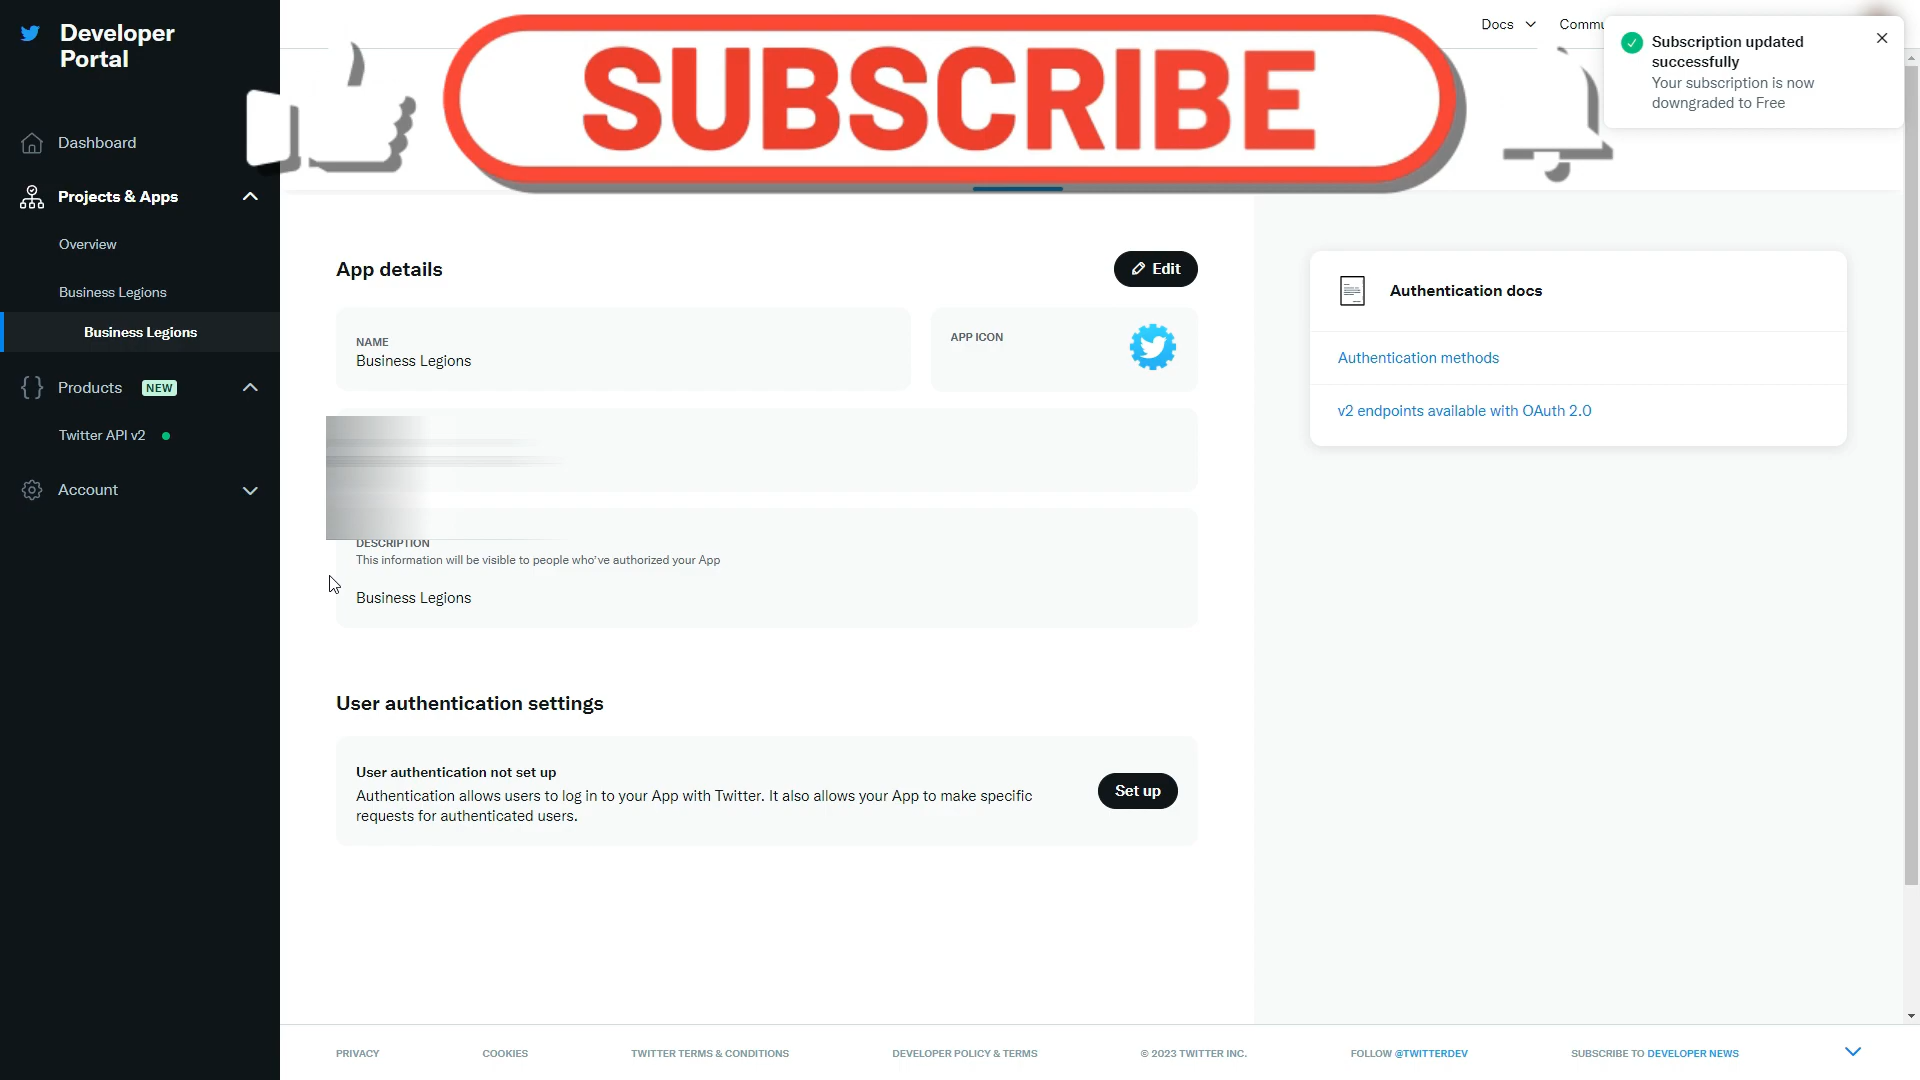 Developer
Portal
Docs
SUBSCRIBE
Subscription updated
successfully
Your subscription is now
downgraded to Free
Dashboard
Projects & Apps
Overview
Business Legions
Business Legions
Products NEW
Twitter API v2
Account
App details
Edit
NAME
Business Legions
APP ICON
DESCRIPTION
This information will be visible to people who've authorized your App
Business Legions
User authentication settings
User authentication not set up
Authentication allows users to log in to your App with Twitter. It also allows your App to make specific
requests for authenticated users.
Set up
Authentication docs
Authentication methods
v2 endpoints available with OAuth 2.0
PRIVACY
COOKIES
TWITTER TERMS & CONDITIONS
DEVELOPER POLICY & TERMS
© 2023 TWITTER INC.
FOLLOW @TWITTERDEV
SUBSCRIBE TO DEVELOPER NEWS